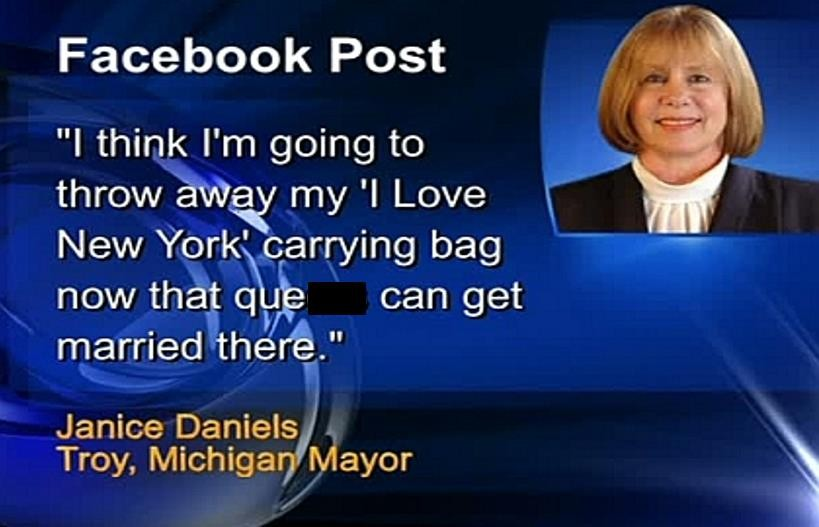 Facebook Post
"I think I'm going to
throw away my 'I Love
New York' carrying bag
now that que can get
married there."
Janice Daniels
Troy, Michigan Mayor